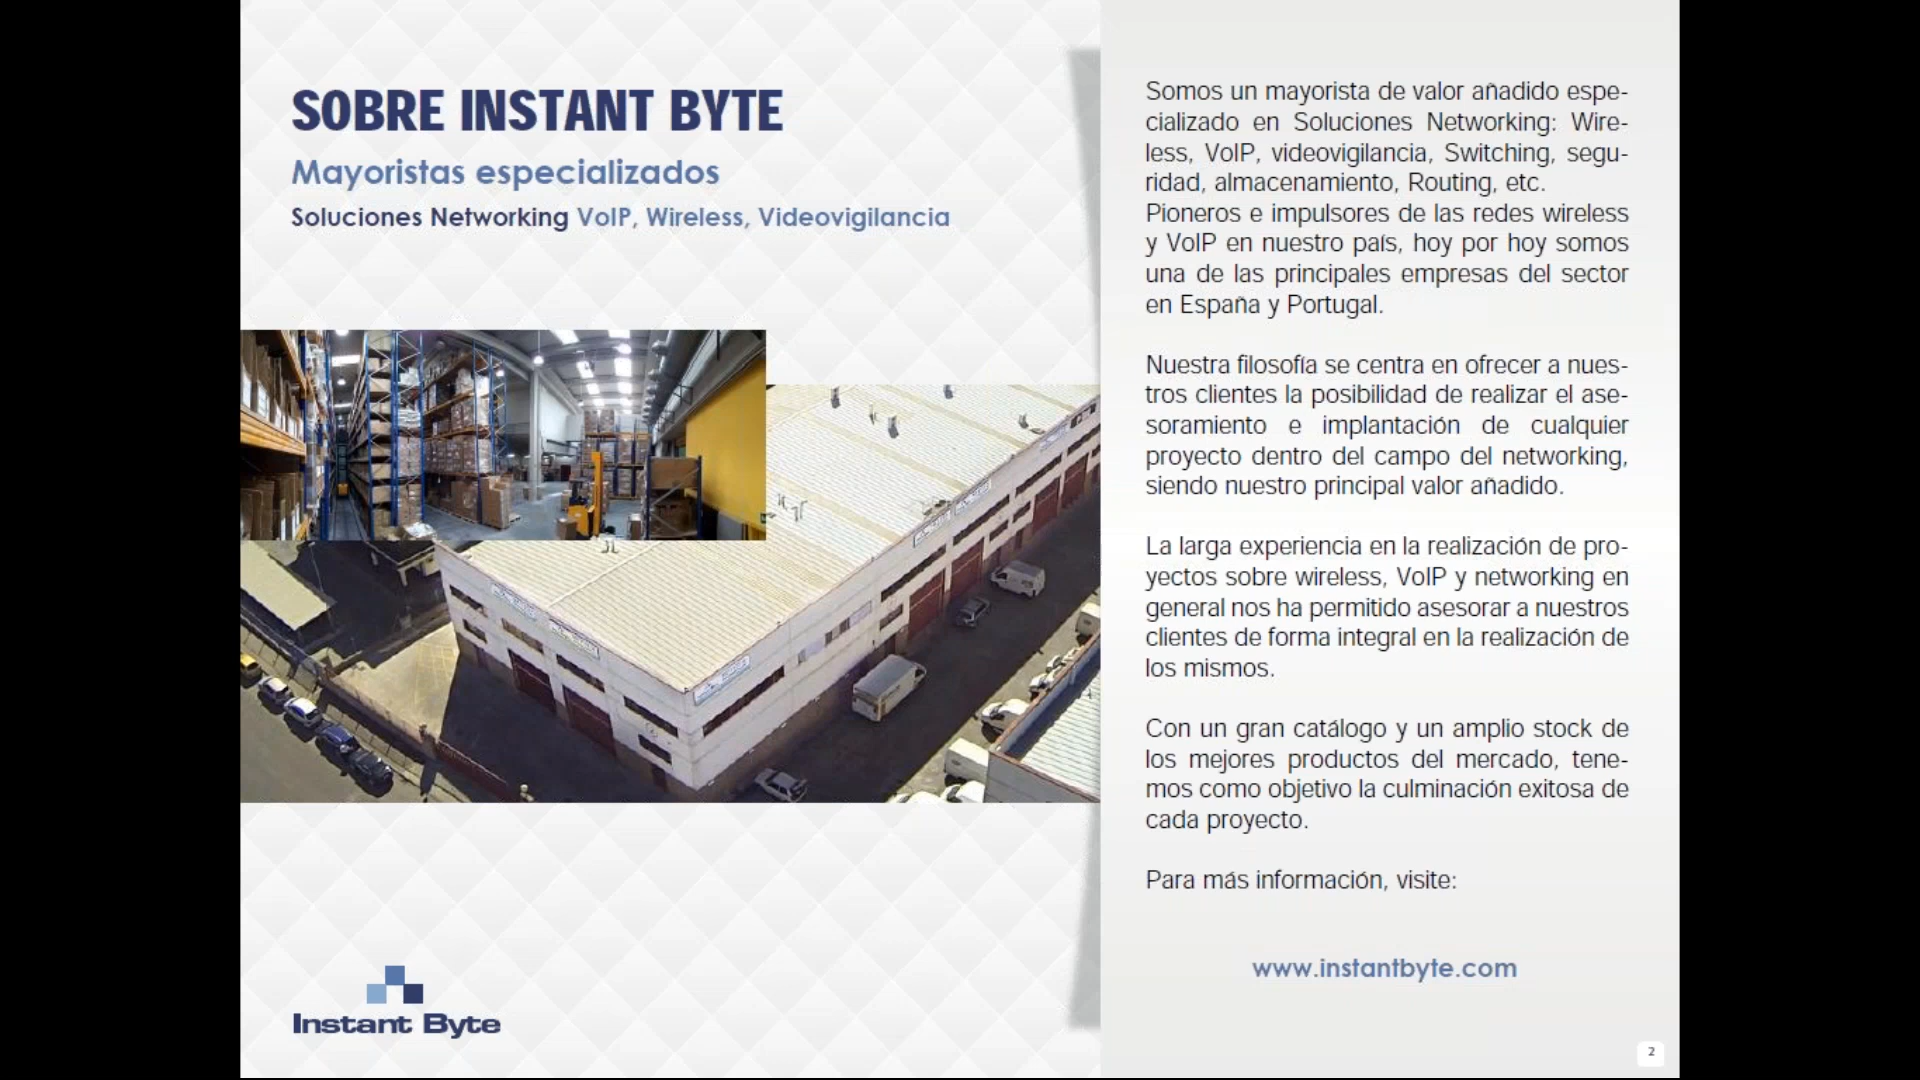 SOBRE INSTANT BYTE
Mayoristas especializados
Soluciones Networking VoIP, Wireless, Videovigilancia
Instant Byte
Somos un mayorista de valor añadido espe-
cializado en Soluciones Networking: Wire-
less, VoIP, videovigilancia, Switching, segu-
ridad, almacenamiento, Routing, etc.
Pioneros e impulsores de las redes wireless
y VoIP en nuestro país, hoy por hoy somos
una de las principales empresas del sector
en España y Portugal.
Nuestra filosofía se centra en ofrecer a nues-
tros clientes la posibilidad de realizar el ase-
soramiento e implantación de cualquier
proyecto dentro del campo del networking,
siendo nuestro principal valor añadido.
La larga experiencia en la realización de pro-
yectos sobre wireless, VoIP y networking en
general nos ha permitido asesorar a nuestros
clientes de forma integral en la realización de
los mismos.
Con un gran catálogo y un amplio stock de
los mejores productos del mercado, tene-
mos como objetivo la culminación exitosa de
cada proyecto.
Para más información, visite:
www.instantbyte.com
2